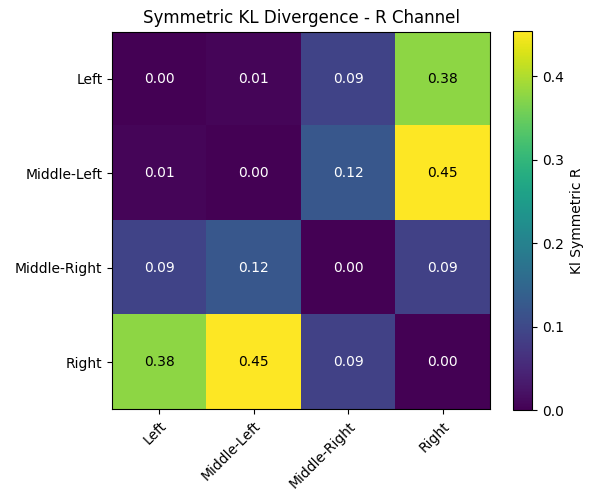 Symmetric KL Divergence - R Channel
Left
0.00 0.01 0.09 0.38
Middle-Left
0.01 0.00 0.12 0.45
Middle-Right
0.09 0.12 0.00 0.09
Right
0.38 0.45 0.09 0.00
Left
Middle-Left
Middle-Right
Right
0.4
0.3
0.2
0.1
0.0
Kl Symmetric R